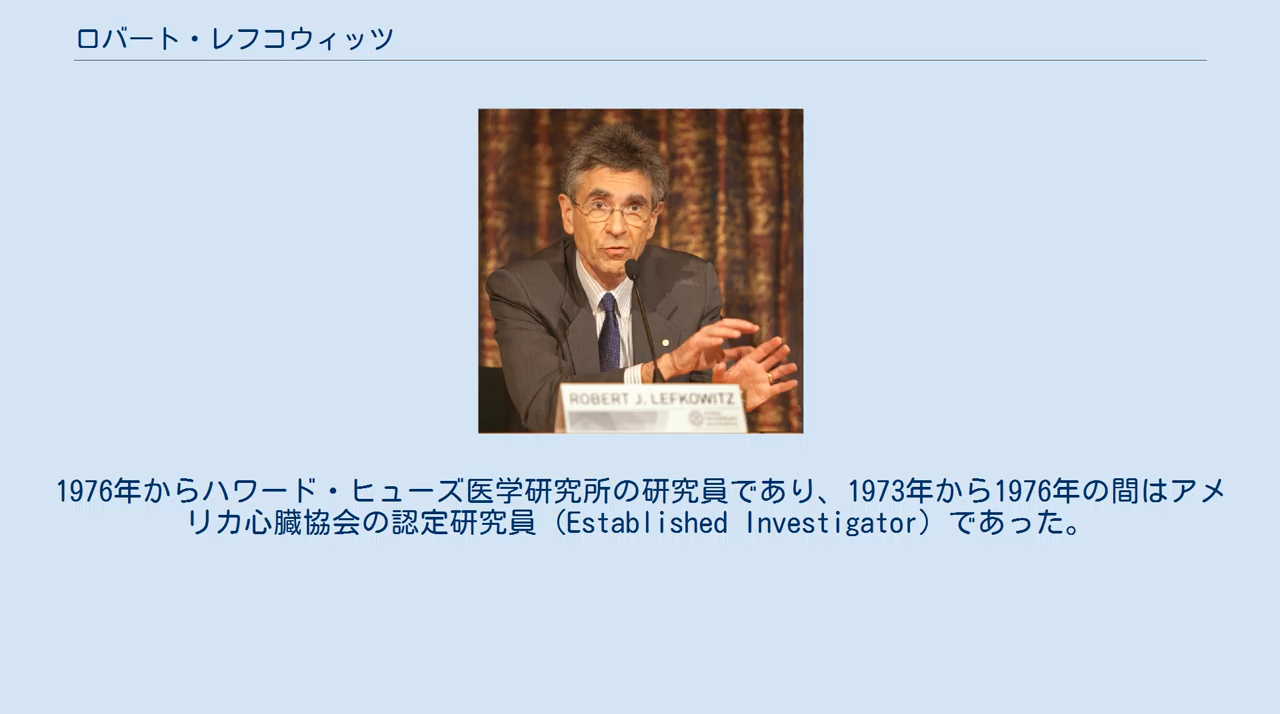 ロバート・レフコウィッツ
ROBERT J. LEFKOWITZ
1976年からハワード・ヒューズ医学研究所の研究員であり、1973年から1976年の間はアメ
リカ心臓協会の認定研究員（Established Investigator）であった。